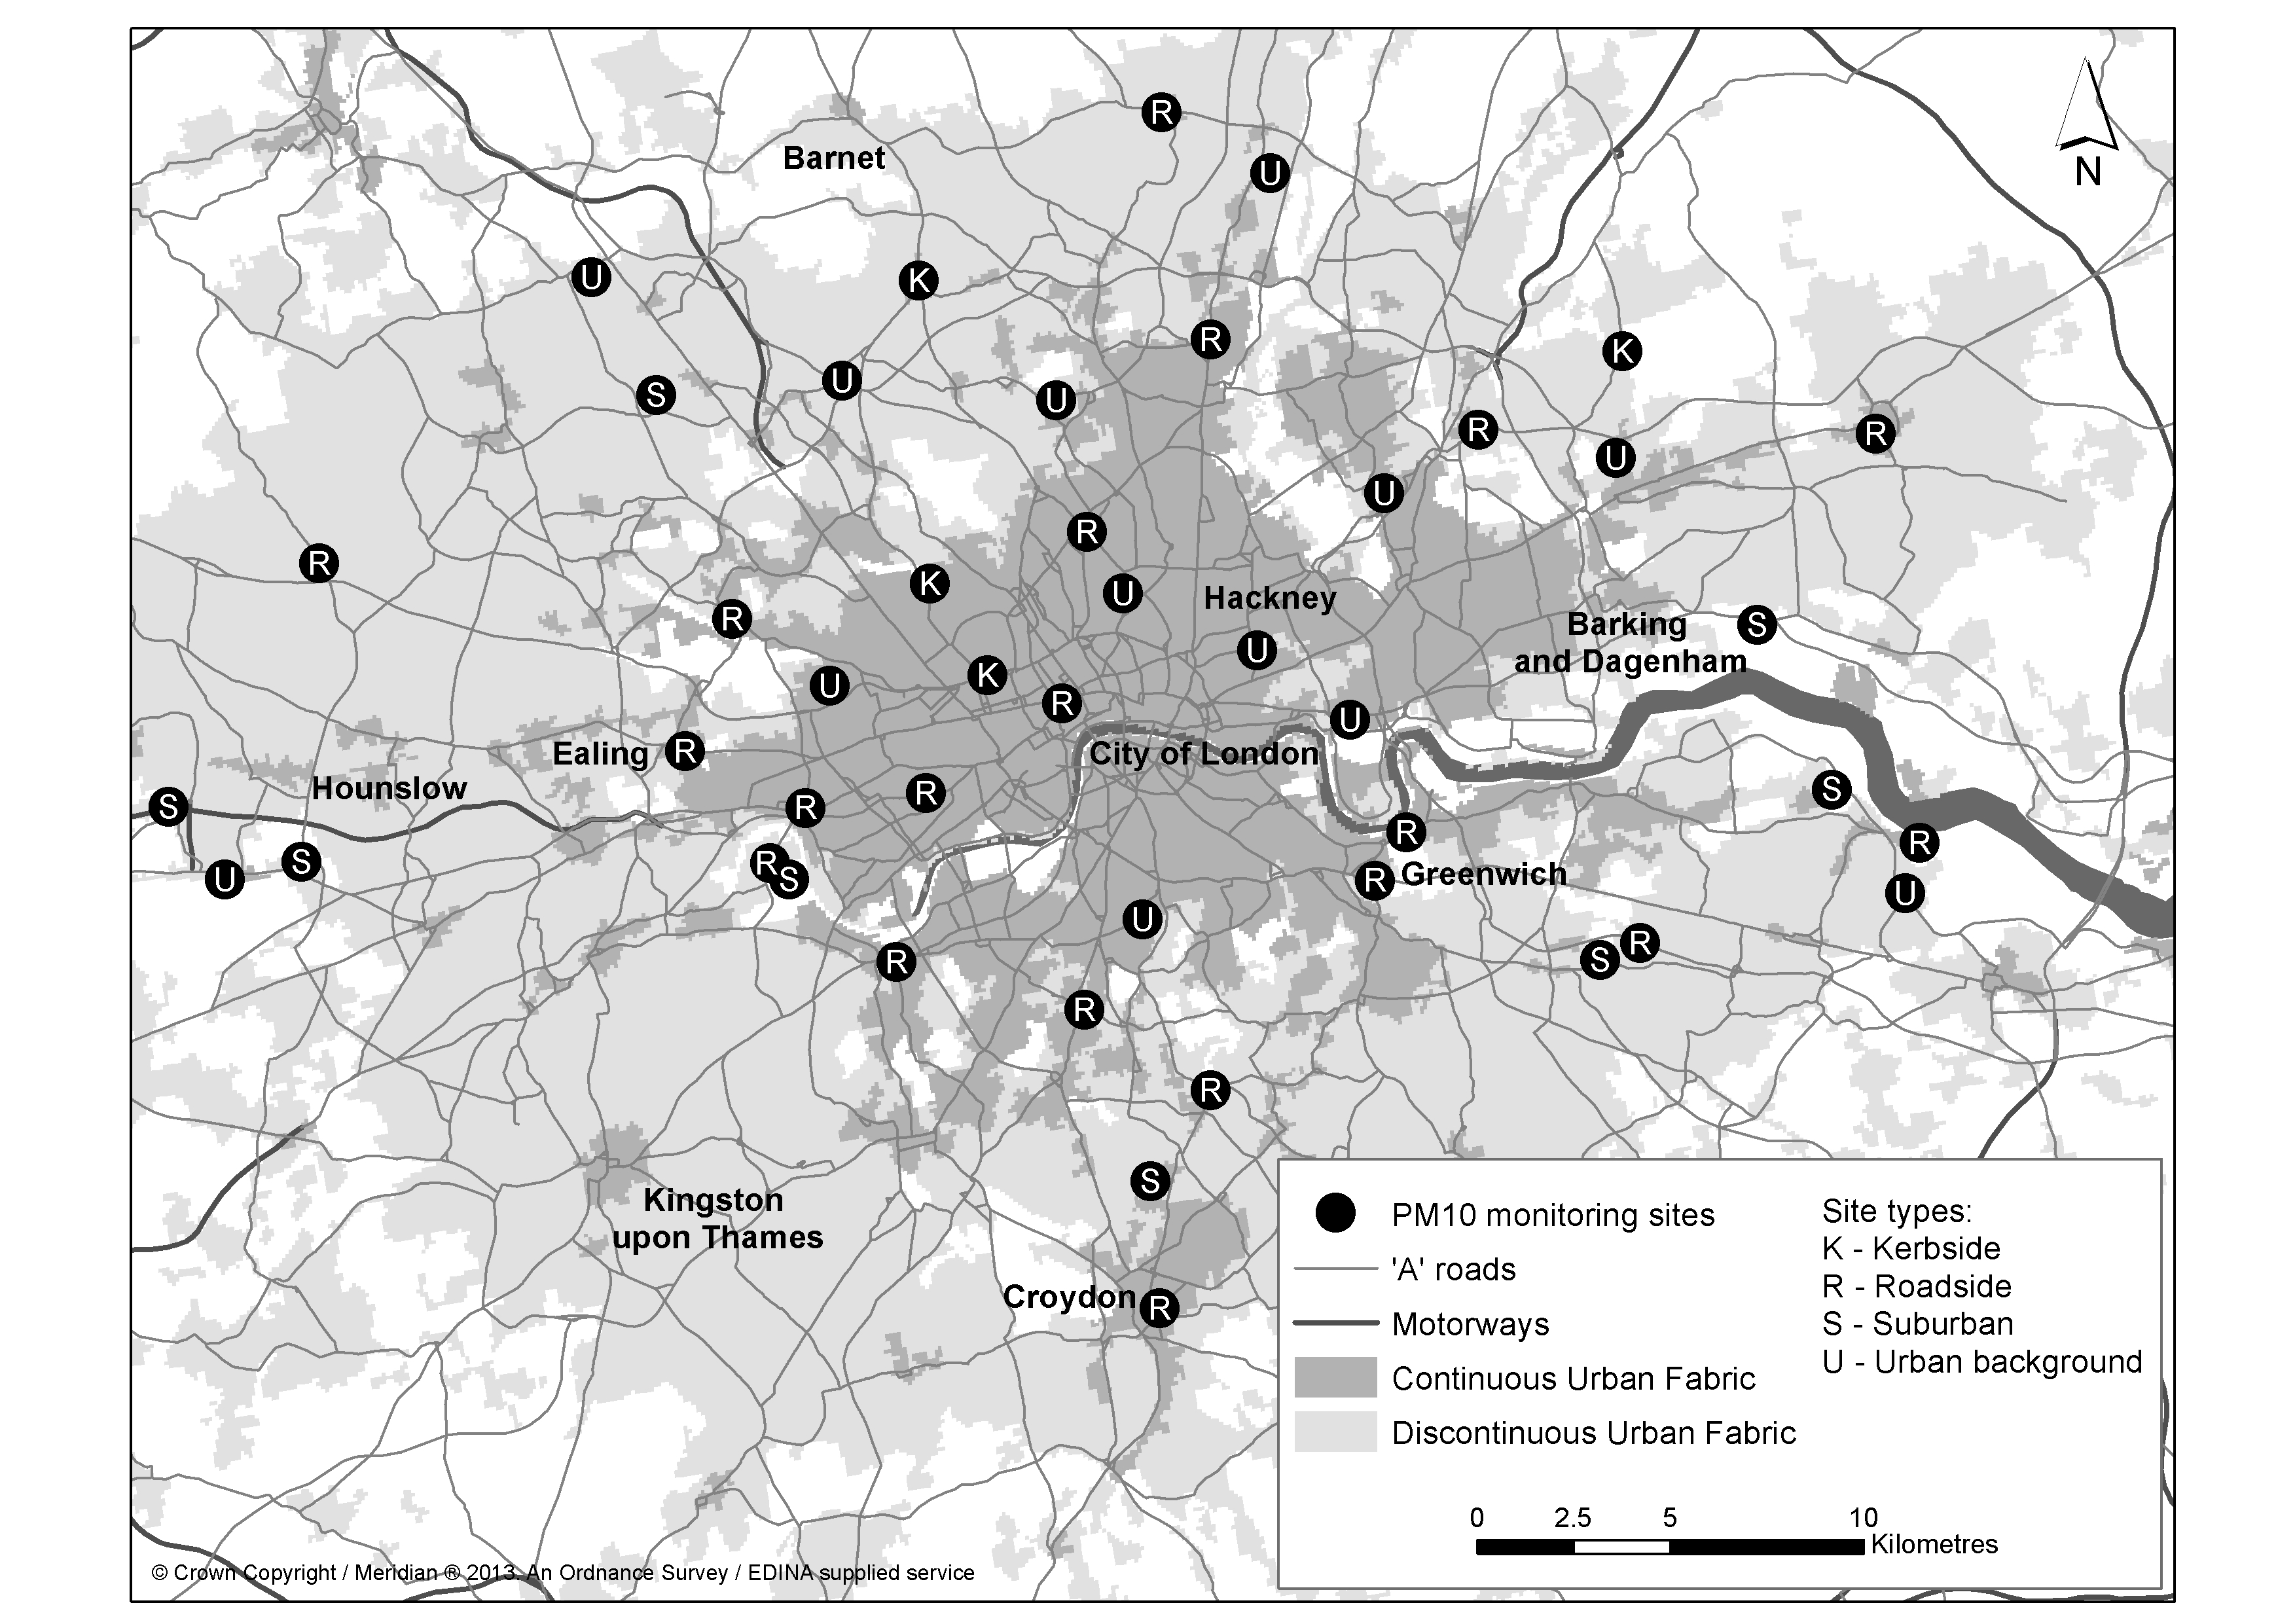 R
Barnet
U
N
U
K
R
K
S
U
U
R
R
U
U
R
R
K
U
Hackney
R
Barking
and Dagenham
S
U
K
U
R
U
Ealing
R
City of London
Hounslow
S
R
R
S
R
R
S
U
R
S
R
Greenwich
U
U
R
S
R
R
R
S
Kingston
upon Thames
Croydon
R
PM10 monitoring sites
'A' roads
Motorways
Continuous Urban Fabric
Discontinuous Urban Fabric
Site types:
K - Kerbside
R - Roadside
S - Suburban
U - Urban background
0 2.5 5 10
Kilometres
© Crown Copyright / Meridian ® 2013. An Ordnance Survey / EDINA supplied service